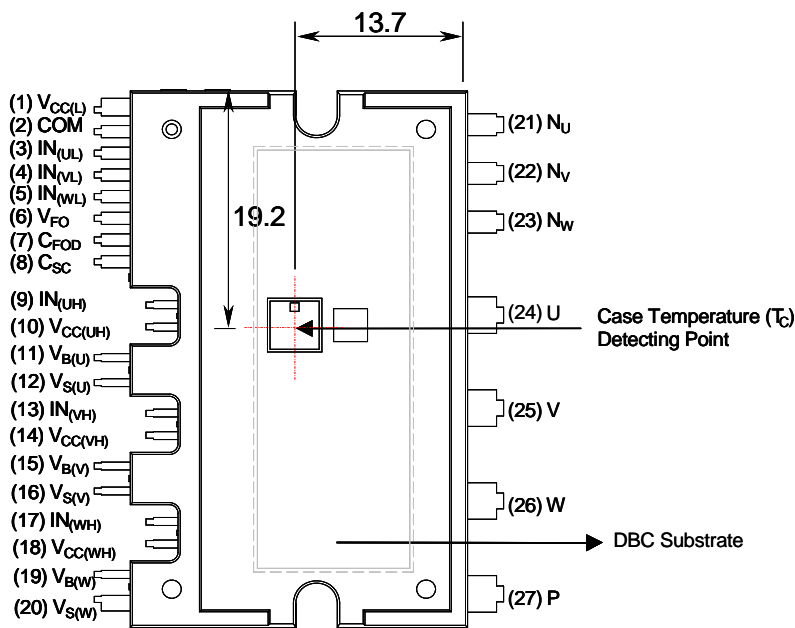 13.7
19.2
(1) VCC(L)
(2) COM
(3) IN(UL)
(4) IN(VL)
(5) IN(WL)
(6) VFO
(7) CFOD
(8) CSC
(9) IN(UH)
(10) VCC(UH)
(11) VB(U)
(12) VS(U)
(13) IN(VH)
(14) VCC(VH)
(15) VB(V)
(16) VS(V)
(17) IN(WH)
(18) VCC(WH)
(19) VB(W)
(20) VS(W)
(21) NU
(22) NV
(23) NW
(24) U
(25) V
(26) W
(27) P
Case Temperature (TC)
Detecting Point
DBC Substrate